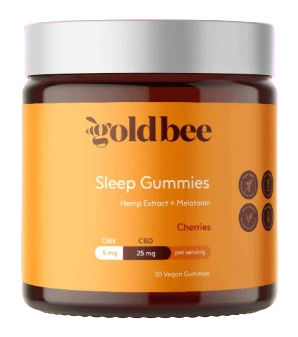 goldbee
Sleep Gummies
Hemp Extract + Melatonin
Cherries
CBN CBD
5 mg 25 mg per serving
30 Vegan Gummies